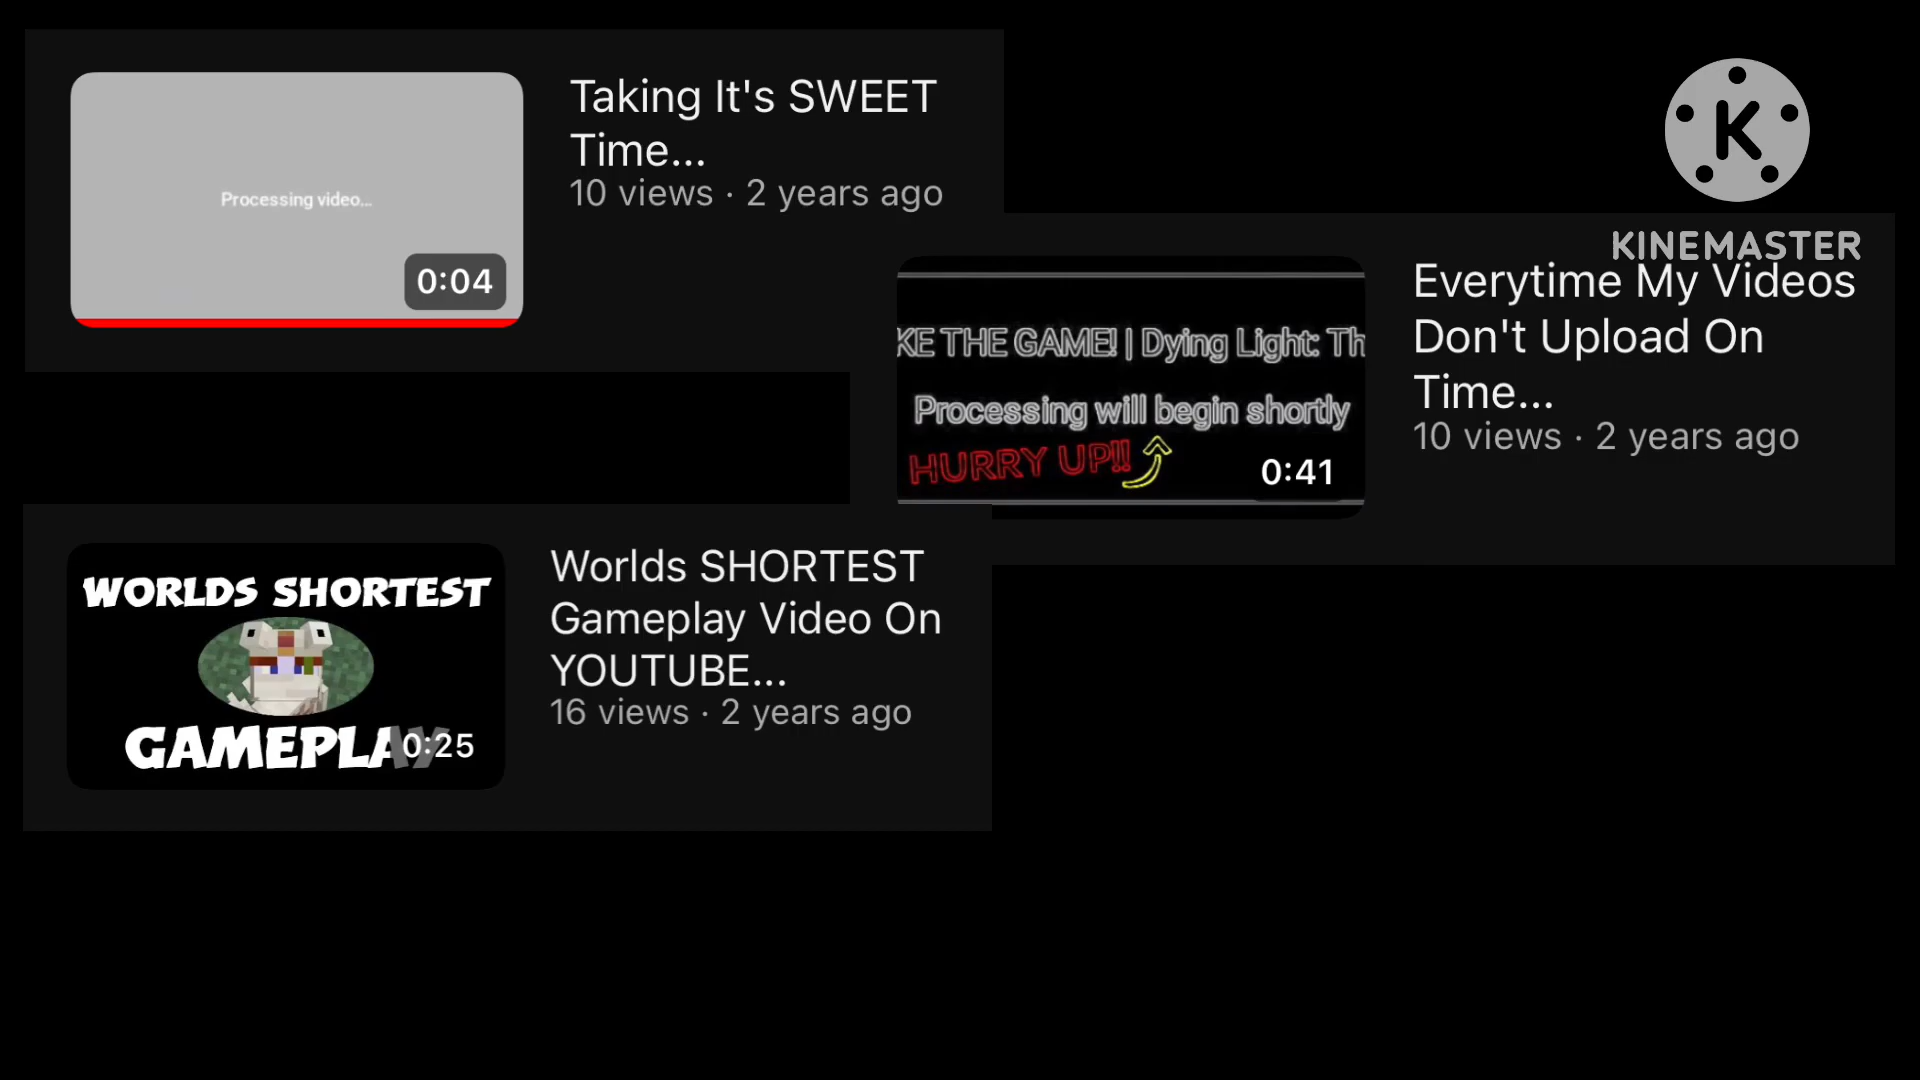 Taking It's SWEET
Time...
10 views · 2 years ago
Processing video...
0:04
K
KINEMASTER
Everytime My Videos
Don't Upload On
Time...
10 views · 2 years ago
KE THE GAME! | Dying Light: Th
Processing will begin shortly
HURRY UP!!
0:41
WORLDS SHORTEST
GAMEPLAY
0:25
Worlds SHORTEST
Gameplay Video On
YOUTUBE...
16 views · 2 years ago